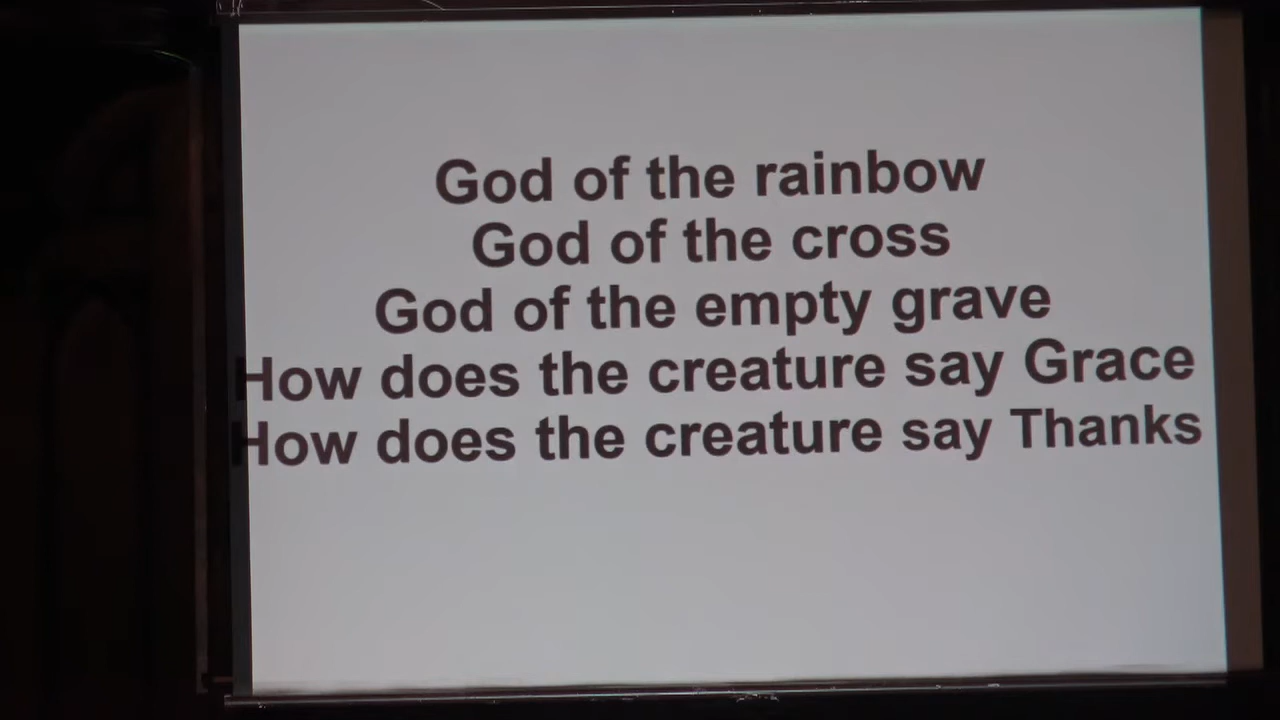 God of the rainbow
God of the cross
God of the empty grave
How does the creature say Grace
How does the creature say Thanks